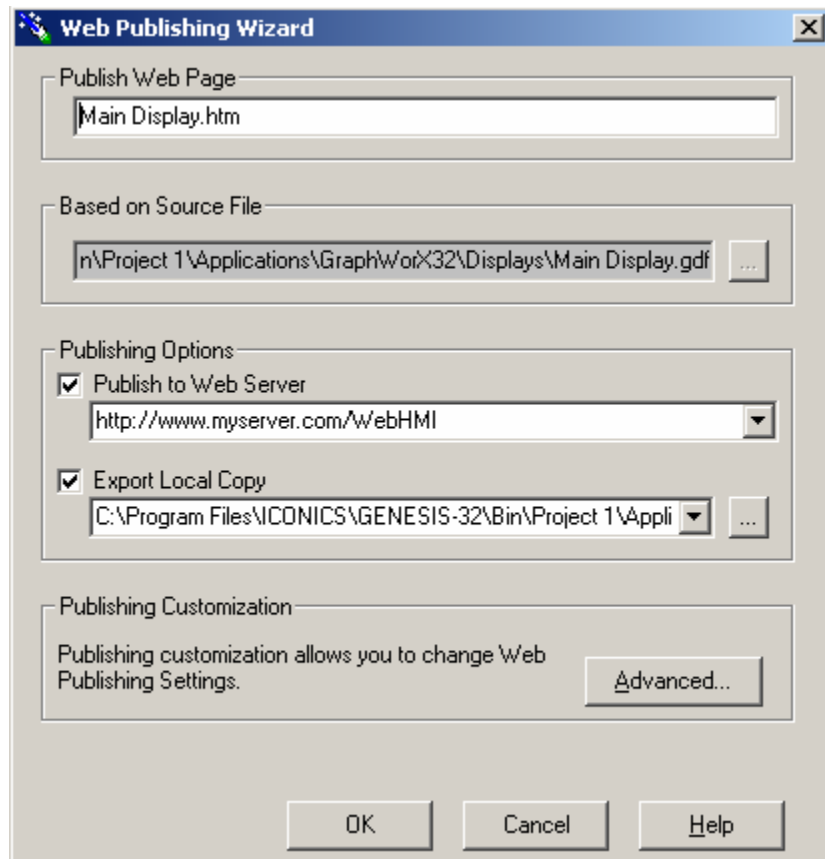 Web Publishing Wizard
Publish Web Page
Main Display.htm
Based on Source File
n\Project 1\Applications\GraphWorX32\Displays\Main Display.gdf
...
Publishing Options
Publish to Web Server
http://www.myserver.com/WebHMI
Export Local Copy
C:\Program Files\ICONICS\GENESIS-32\Bin\Project 1\Appli
...
Publishing Customization
Publishing customization allows you to change Web
Publishing Settings.
Advanced...
OK Cancel Help